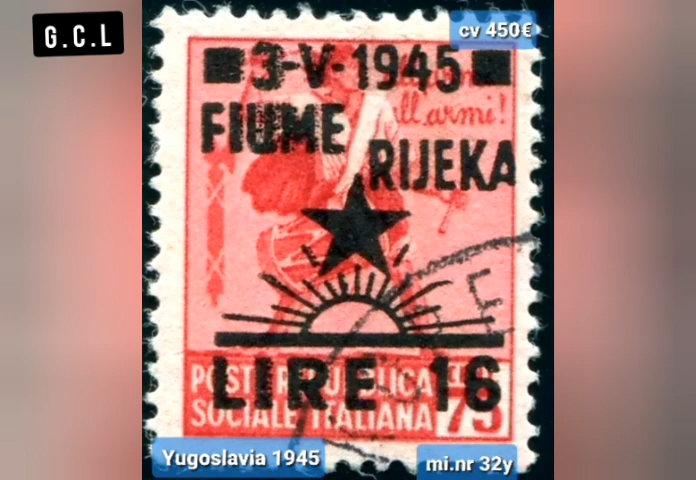 G.C.L
cv 450€
3-V-1945
all'armi!
FIUME
RIJEKA
LIRE 16
POSTE REPUBBLICA
SOCIALE ITALIANA
CENT
75
Yugoslavia 1945
mi.nr 32y